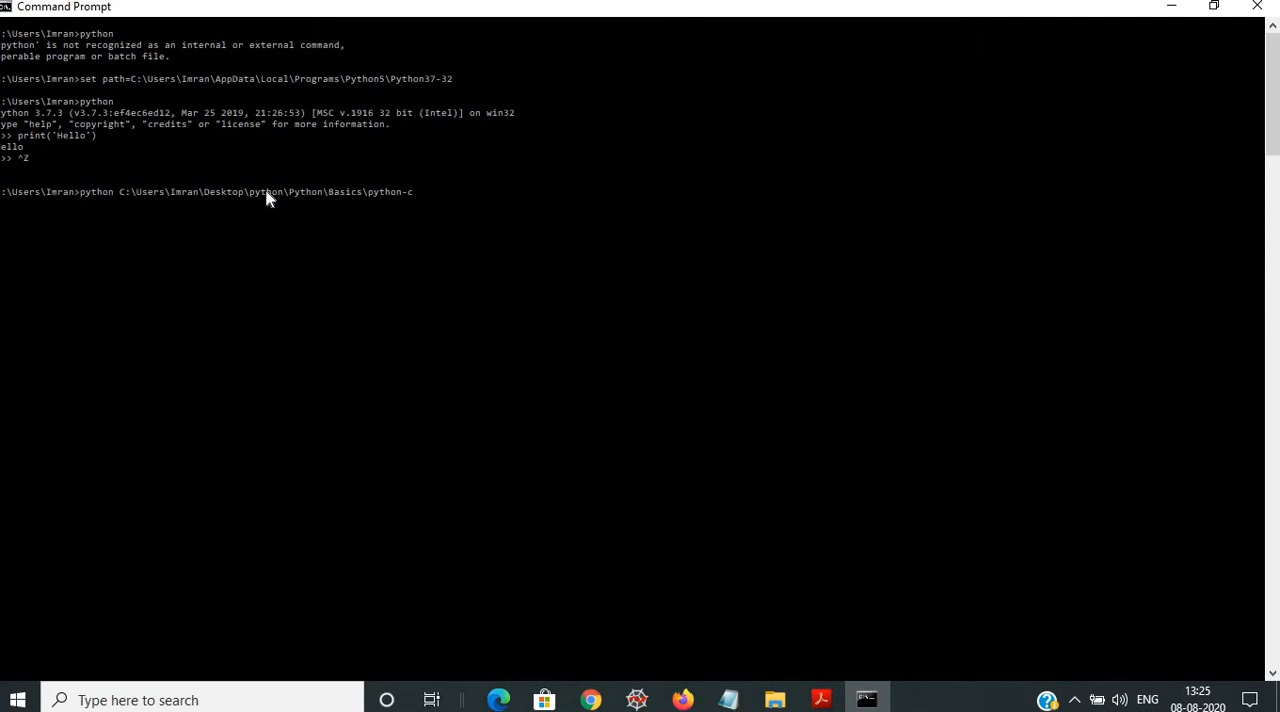 Command Prompt
:\Users\Imran>python
python' is not recognized as an internal or external command,
perable program or batch file.
:\Users\Imran>set path=C:\Users\Imran\AppData\Local\Programs\Python5\Python37-32
:\Users\Imran>python
ython 3.7.3 (v3.7.3:ef4ec6ed12, Mar 25 2019, 21:26:53) [MSC v.1916 32 bit (Intel)] on win32
ype "help", "copyright", "credits" or "license" for more information.
>> print('Hello')
ello
>> ^Z
:\Users\Imran>python C:\Users\Imran\Desktop\python\Python\Basics\python-c
Type here to search
ENG
13:25
08-08-2020